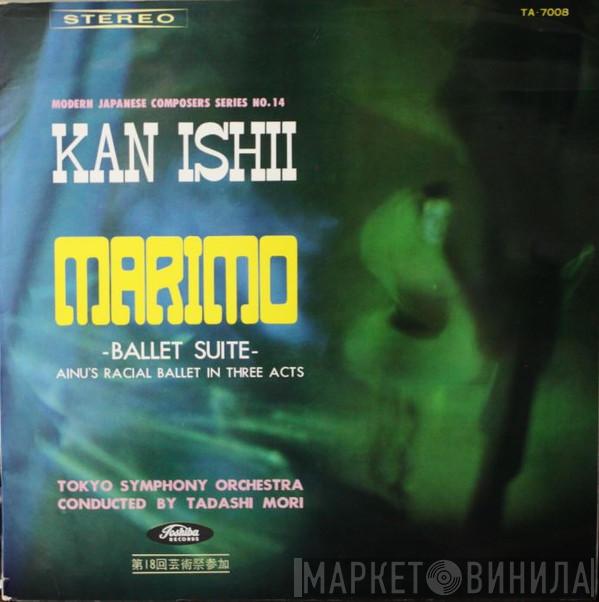 STEREO
TA-7008
MODERN JAPANESE COMPOSERS SERIES NO.14
KAN ISHII
MARIMO
-BALLET SUITE-
AINU'S RACIAL BALLET IN THREE ACTS
TOKYO SYMPHONY ORCHESTRA
CONDUCTED BY TADASHI MORI
Toshiba
RECORDS
第18回芸術祭参加
МАРКЕТ ВИНИЛА